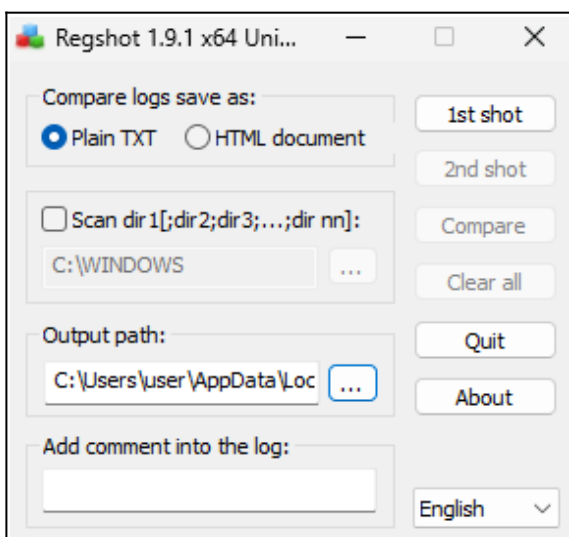 Regshot 1.9.1 x64 Uni...
Compare logs save as:
Plain TXT HTML document
1st shot
2nd shot
Scan dir1[;dir2;dir3;...;dir nn]:
C:\WINDOWS ...
Compare
Clear all
Output path:
C:\Users\user\AppData\Loc ...
Quit
About
Add comment into the log:
English